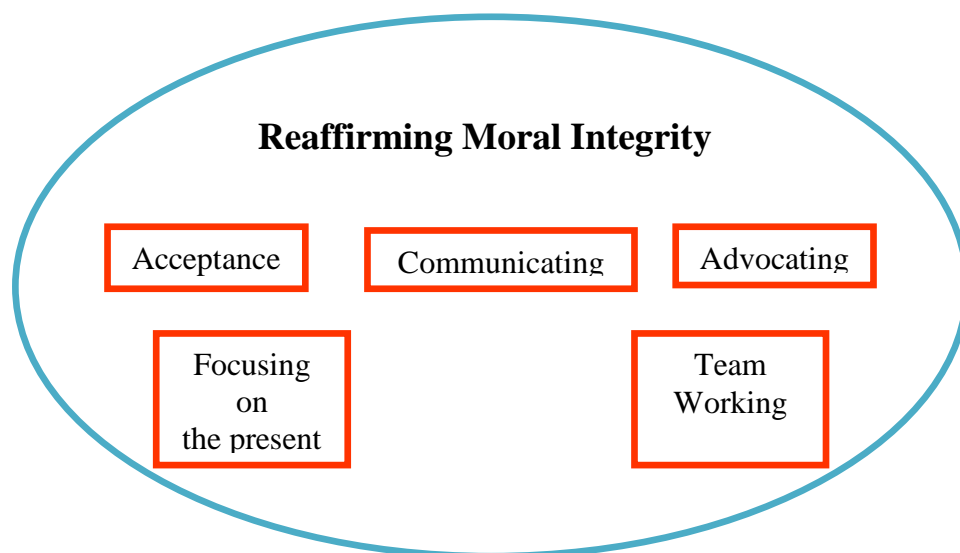 Reaffirming Moral Integrity
Acceptance
Communicating
Advocating
Focusing
on
the present
Team
Working